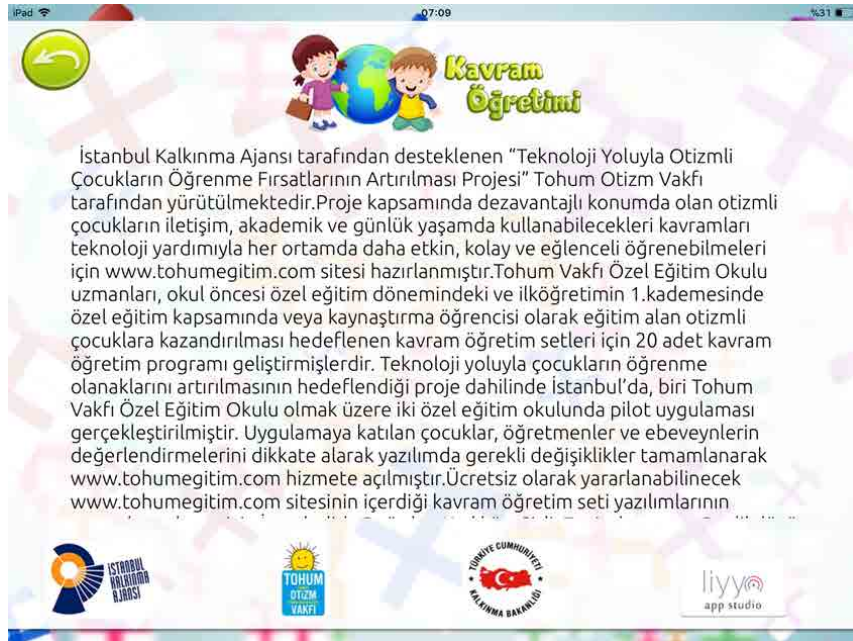 iPad
07:09
%31
Kavram
Öğretimi
İstanbul Kalkınma Ajansı tarafından desteklenen “Teknoloji Yoluyla Otizmli
Çocukların Öğrenme Fırsatlarının Artırılması Projesi” Tohum Otizm Vakfı
tarafından yürütülmektedir.Proje kapsamında dezavantajlı konumda olan otizmli
çocukların iletişim, akademik ve günlük yaşamda kullanabilecekleri kavramları
teknoloji yardımıyla her ortamda daha etkin, kolay ve eğlenceli öğrenebilmeleri
için www.tohumegitim.com sitesi hazırlanmıştır.Tohum Vakfı Özel Eğitim Okulu
uzmanları, okul öncesi özel eğitim dönemindeki ve ilköğretimin 1.kademesinde
özel eğitim kapsamında veya kaynaştırma öğrencisi olarak eğitim alan otizmli
çocuklara kazandırılması hedeflenen kavram öğretim setleri için 20 adet kavram
öğretim programı geliştirmişlerdir. Teknoloji yoluyla çocukların öğrenme
olanaklarını artırılmasının hedeflendiği proje dahilinde İstanbul’da, biri Tohum
Vakfı Özel Eğitim Okulu olmak üzere iki özel eğitim okulunda pilot uygulaması
gerçekleştirilmiştir. Uygulamaya katılan çocuklar, öğretmenler ve ebeveynlerin
değerlendirmelerini dikkate alarak yazılımda gerekli değişiklikler tamamlanarak
www.tohumegitim.com hizmete açılmıştır.Ücretsiz olarak yararlanabilinecek
www.tohumegitim.com sitesinin içerdiği kavram öğretim seti yazılımlarının
İSTANBUL
KALKINMA
AJANSI
TOHUM
OTİZM
VAKFI
TÜRKİYE CUMHURİYETİ
KALKINMA BAKANLIĞI
liyya
app studio